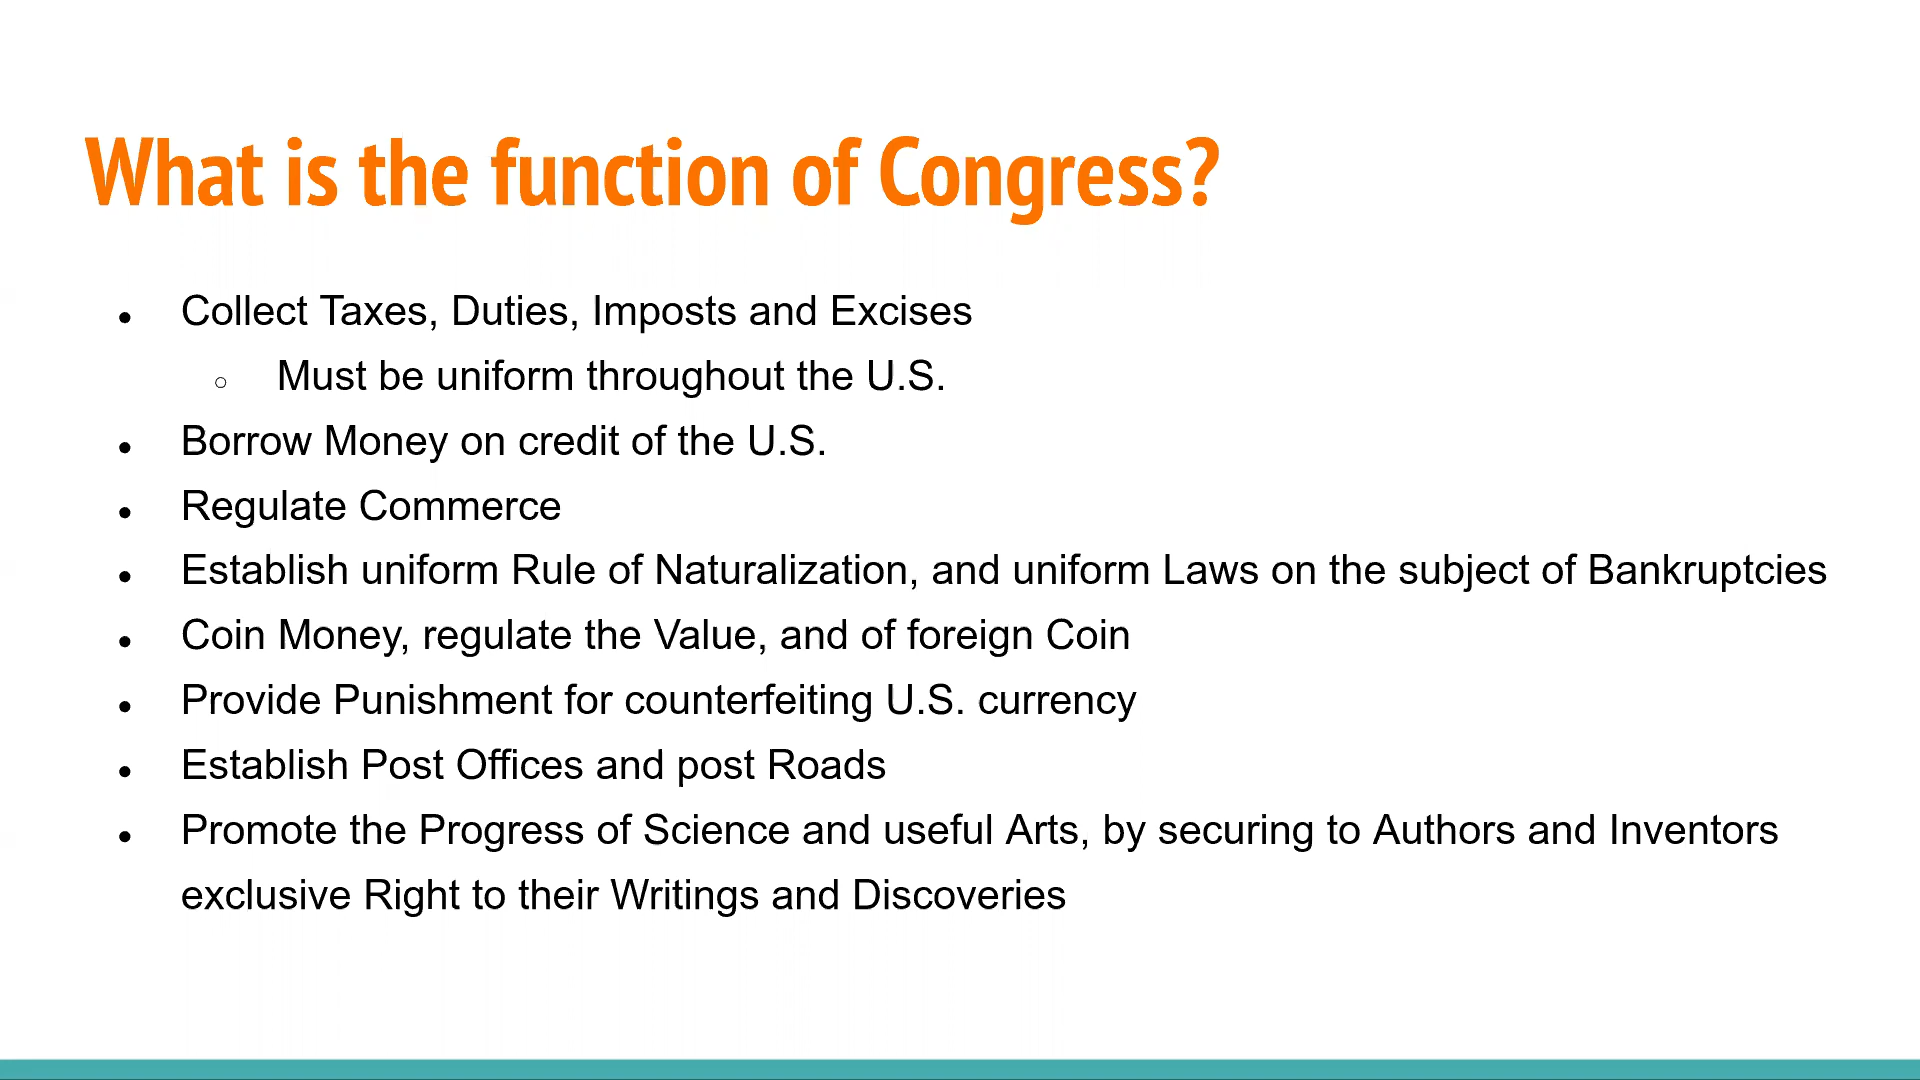 What is the function of Congress?
● Collect Taxes, Duties, Imposts and Excises
○ Must be uniform throughout the U.S.
● Borrow Money on credit of the U.S.
● Regulate Commerce
● Establish uniform Rule of Naturalization, and uniform Laws on the subject of Bankruptcies
● Coin Money, regulate the Value, and of foreign Coin
● Provide Punishment for counterfeiting U.S. currency
● Establish Post Offices and post Roads
● Promote the Progress of Science and useful Arts, by securing to Authors and Inventors
exclusive Right to their Writings and Discoveries